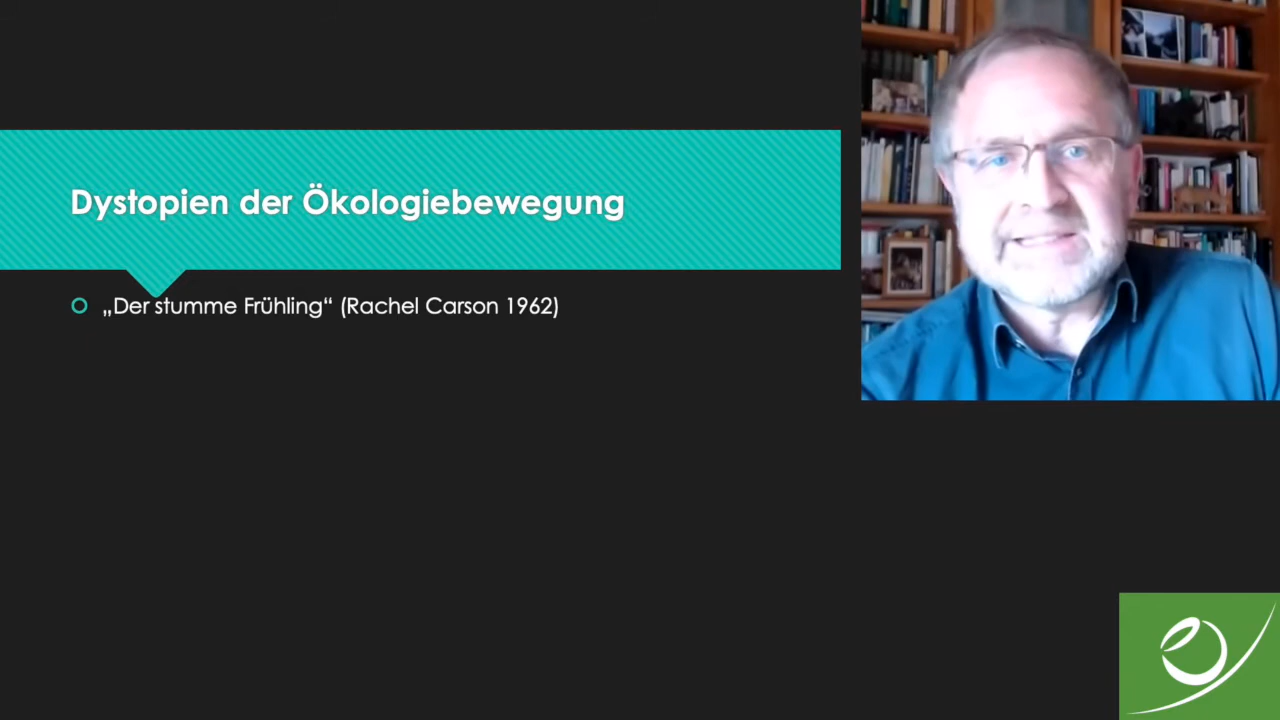 Dystopien der Ökologiebewegung
„Der stumme Frühling“ (Rachel Carson 1962)